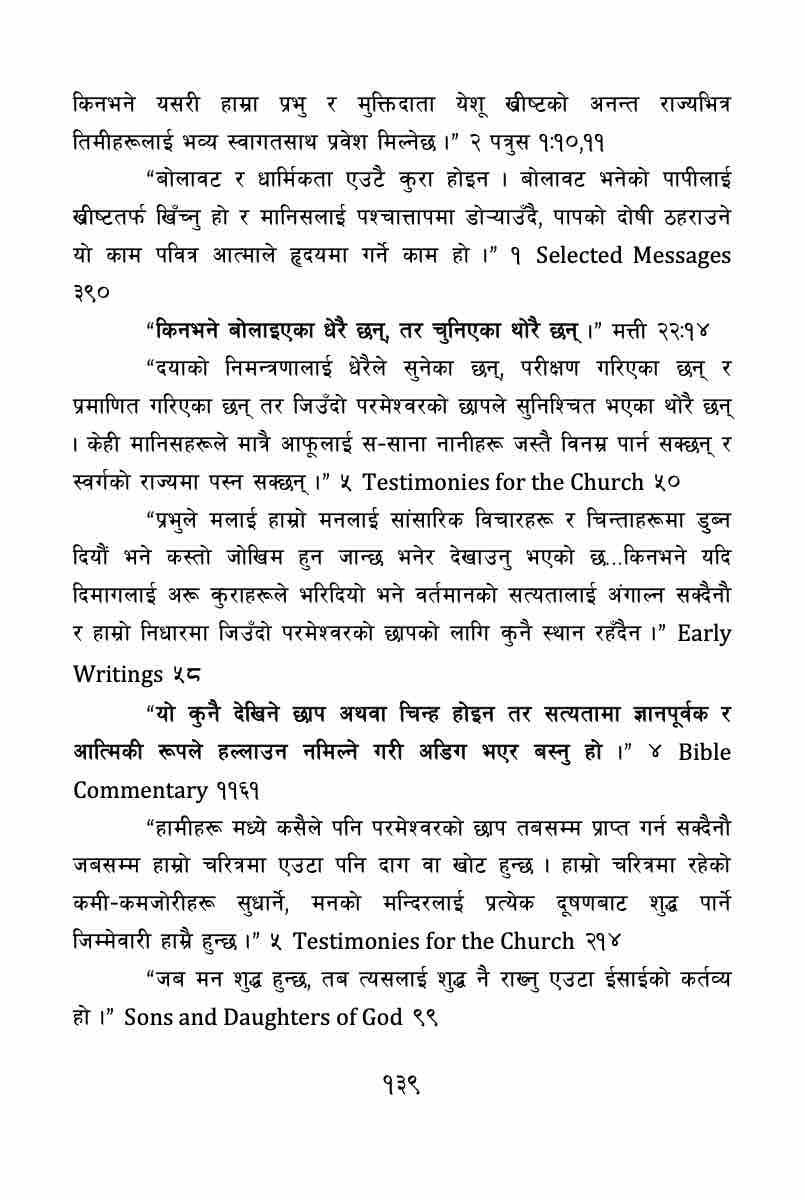 किनभने यसरी हाम्रा प्रभु र मुक्तिदाता येशू ख्रीष्टको अनन्त राज्यभित्र
तिमीहरूलाई भव्य स्वागतसाथ प्रवेश मिल्नेछ ।” २ पत्रुस १:१०,११
“बोलावट र धार्मिकता एउटै कुरा होइन । बोलावट भनेको पापीलाई
ख्रीष्टतर्फ खिँच्नु हो र मानिसलाई पश्चात्तापमा डोऱ्याउँदै, पापको दोषी ठहराउने
यो काम पवित्र आत्माले हृदयमा गर्ने काम हो ।” १ Selected Messages
३९०
“किनभने बोलाइएका धेरै छन्, तर चुनिएका थोरै छन् ।” मत्ती २२:१४
“दयाको निमन्त्रणालाई धेरैले सुनेका छन्, परीक्षण गरिएका छन् र
प्रमाणित गरिएका छन् तर जिउँदो परमेश्वरको छापले सुनिश्चित भएका थोरै छन्
। केही मानिसहरूले मात्रै आफूलाई स-साना नानीहरू जस्तै विनम्र पार्न सक्छन् र
स्वर्गको राज्यमा पस्न सक्छन् ।” ५ Testimonies for the Church ५०
“प्रभुले मलाई हाम्रो मनलाई सांसारिक विचारहरू र चिन्ताहरूमा डुब्न
दियौं भने कस्तो जोखिम हुन जान्छ भनेर देखाउनु भएको छ...किनभने यदि
दिमागलाई अरू कुराहरूले भरिदियो भने वर्तमानको सत्यतालाई अंगाल्न सक्दैनौ
र हाम्रो निधारमा जिउँदो परमेश्वरको छापको लागि कुनै स्थान रहँदैन ।” Early
Writings ५८
“यो कुनै देखिने छाप अथवा चिन्ह होइन तर सत्यतामा ज्ञानपूर्वक र
आत्मिकी रूपले हल्लाउन नमिल्ने गरी अडिग भएर बस्नु हो ।” ४ Bible
Commentary ११६१
“हामीहरू मध्ये कसैले पनि परमेश्वरको छाप तबसम्म प्राप्त गर्न सक्दैनौ
जबसम्म हाम्रो चरित्रमा एउटा पनि दाग वा खोट हुन्छ । हाम्रो चरित्रमा रहेको
कमी-कमजोरीहरू सुधार्ने, मनको मन्दिरलाई प्रत्येक दूषणबाट शुद्ध पार्ने
जिम्मेवारी हाम्रै हुन्छ ।” ५ Testimonies for the Church २१४
“जब मन शुद्ध हुन्छ, तब त्यसलाई शुद्ध नै राख्नु एउटा ईसाईको कर्तव्य
हो ।” Sons and Daughters of God ९९
१३९